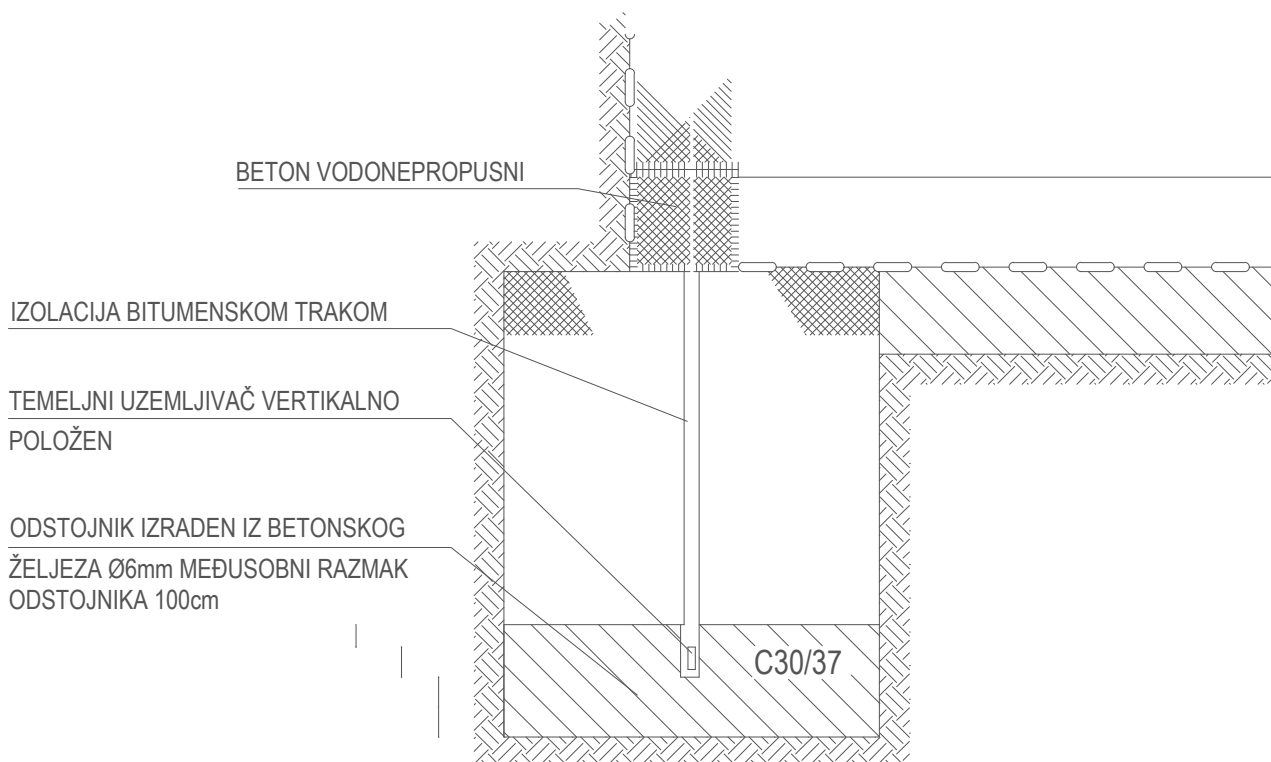 BETON VODONEPROPUSNI
IZOLACIJA BITUMENSKOM TRAKOM
TEMELJNI UZEMLJIVAČ VERTIKALNO
POLOŽEN
ODSTOJNIK IZRADEN IZ BETONSKOG
ŽELJEZA Ø6mm MEĐUSOBNI RAZMAK
ODSTOJNIKA 100cm
C30/37